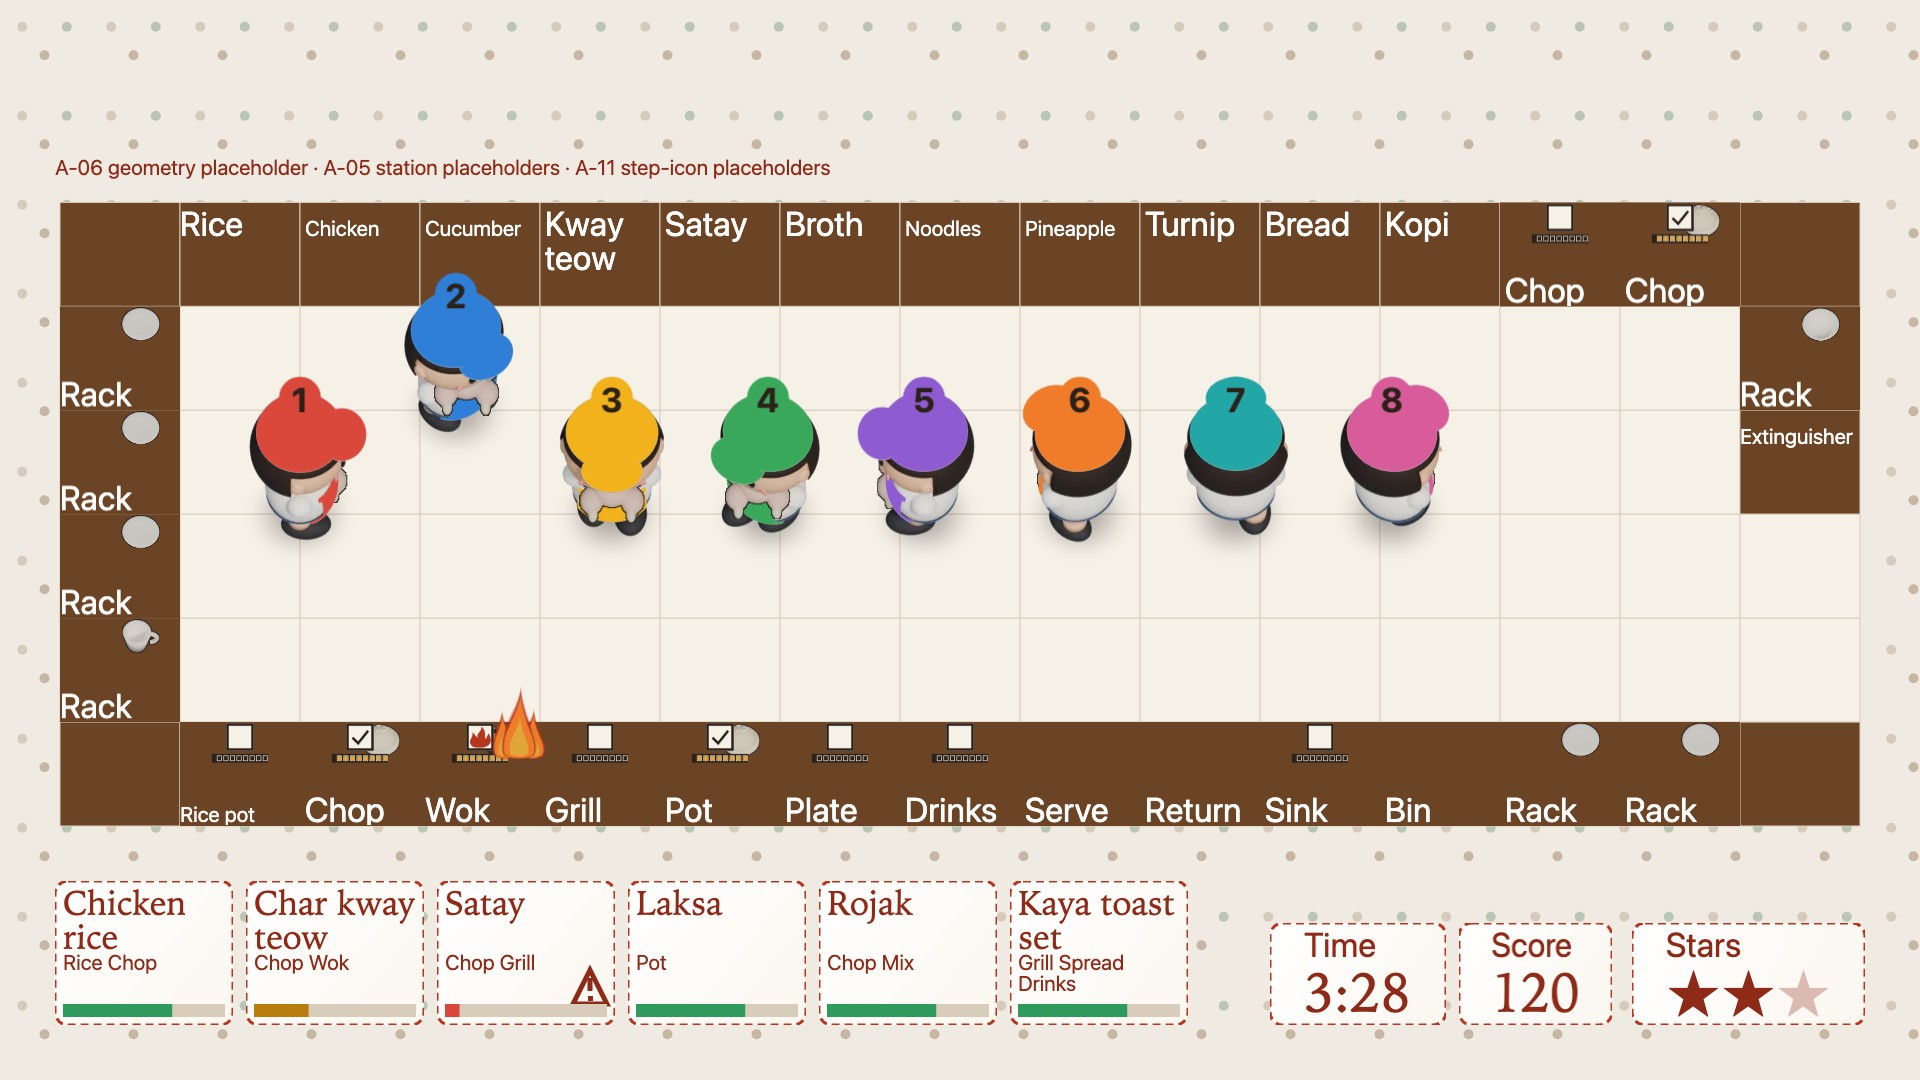 A-06 geometry placeholder · A-05 station placeholders · A-11 step-icon placeholders
Rice
Chicken
Cucumber
Kway
teow
Satay
Broth
Noodles
Pineapple
Turnip
Bread
Kopi
Chop
Chop
Rack
Rack
Extinguisher
Rack
Rack
Rack
1
2
3
4
5
6
7
8
Rice pot
Chop
Wok
Grill
Pot
Plate
Drinks
Serve
Return
Sink
Bin
Rack
Rack
Chicken
rice
Rice Chop
Char kway
teow
Chop Wok
Satay
Chop Grill
Laksa
Pot
Rojak
Chop Mix
Kaya toast
set
Grill Spread
Drinks
Time
3:28
Score
120
Stars